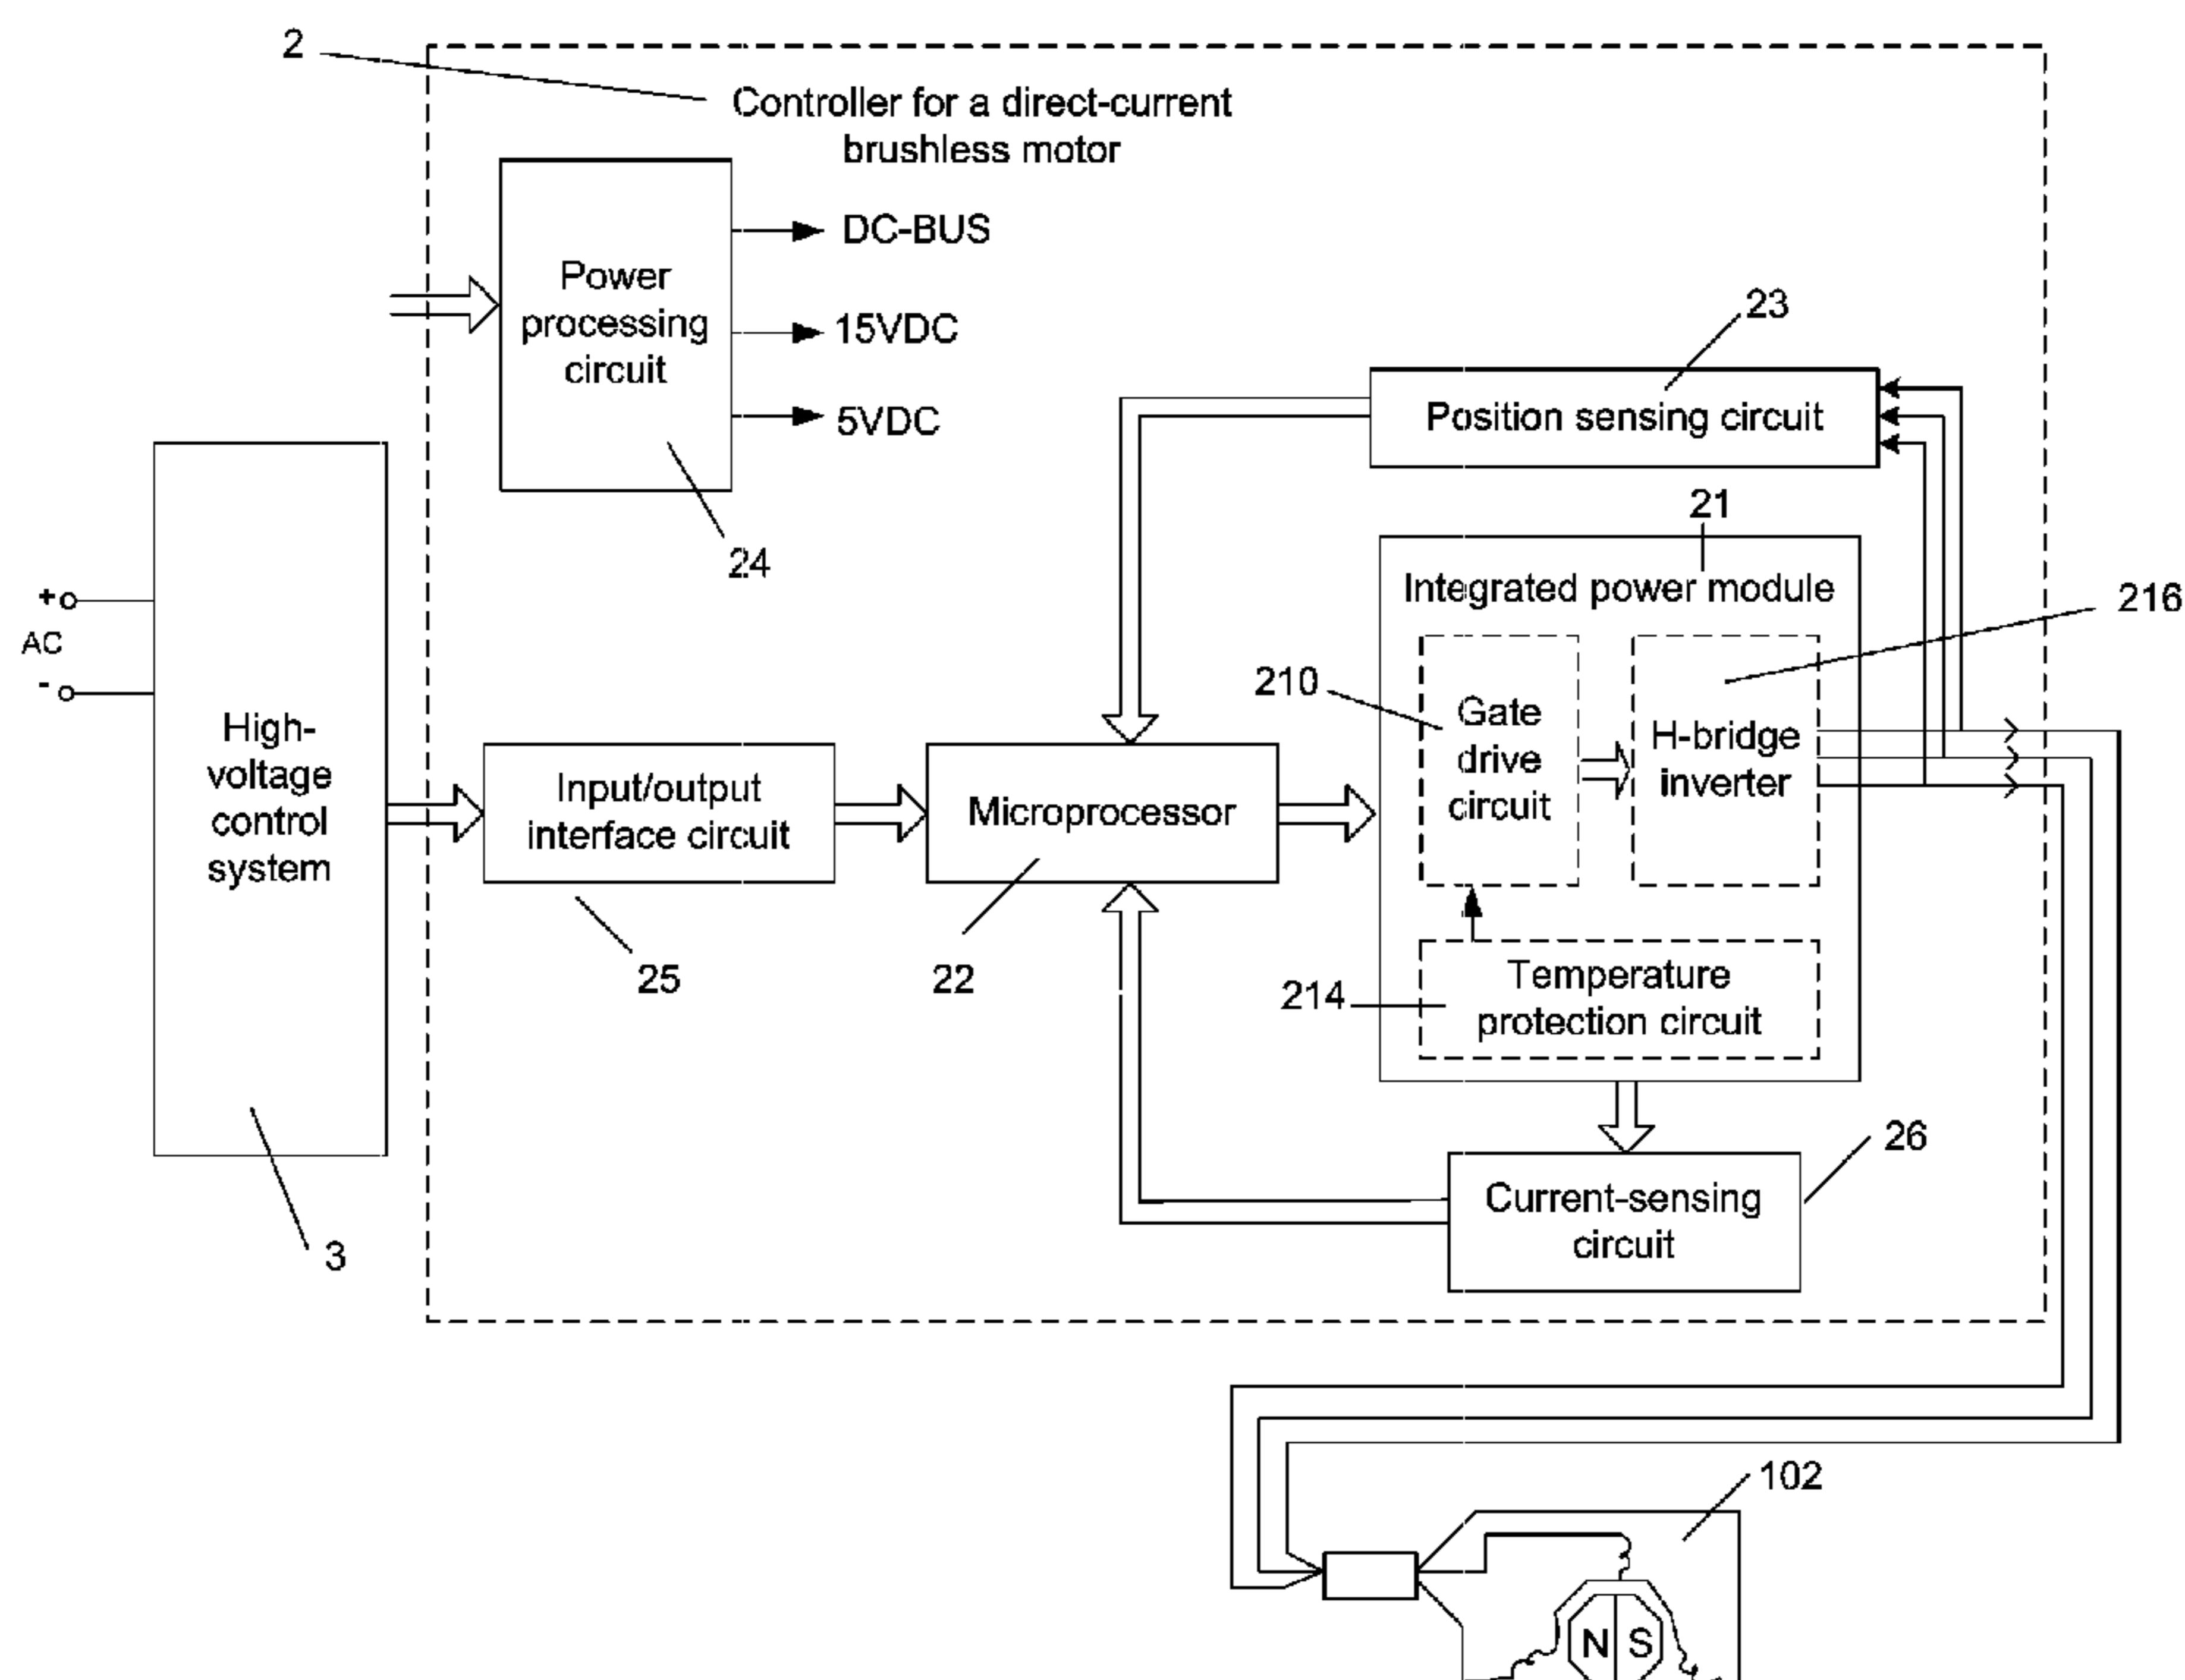 2
Controller for a direct-current
brushless motor
Power
processing
circuit
DC-BUS
15VDC
5VDC
24
23
Position sensing circuit
21
Integrated power module
216
210
Gate
drive
circuit
H-bridge
inverter
+
AC
-
High-
voltage
control
system
3
Input/output
interface circuit
25
Microprocessor
22
214
Temperature
protection circuit
26
Current-sensing
circuit
102
N S